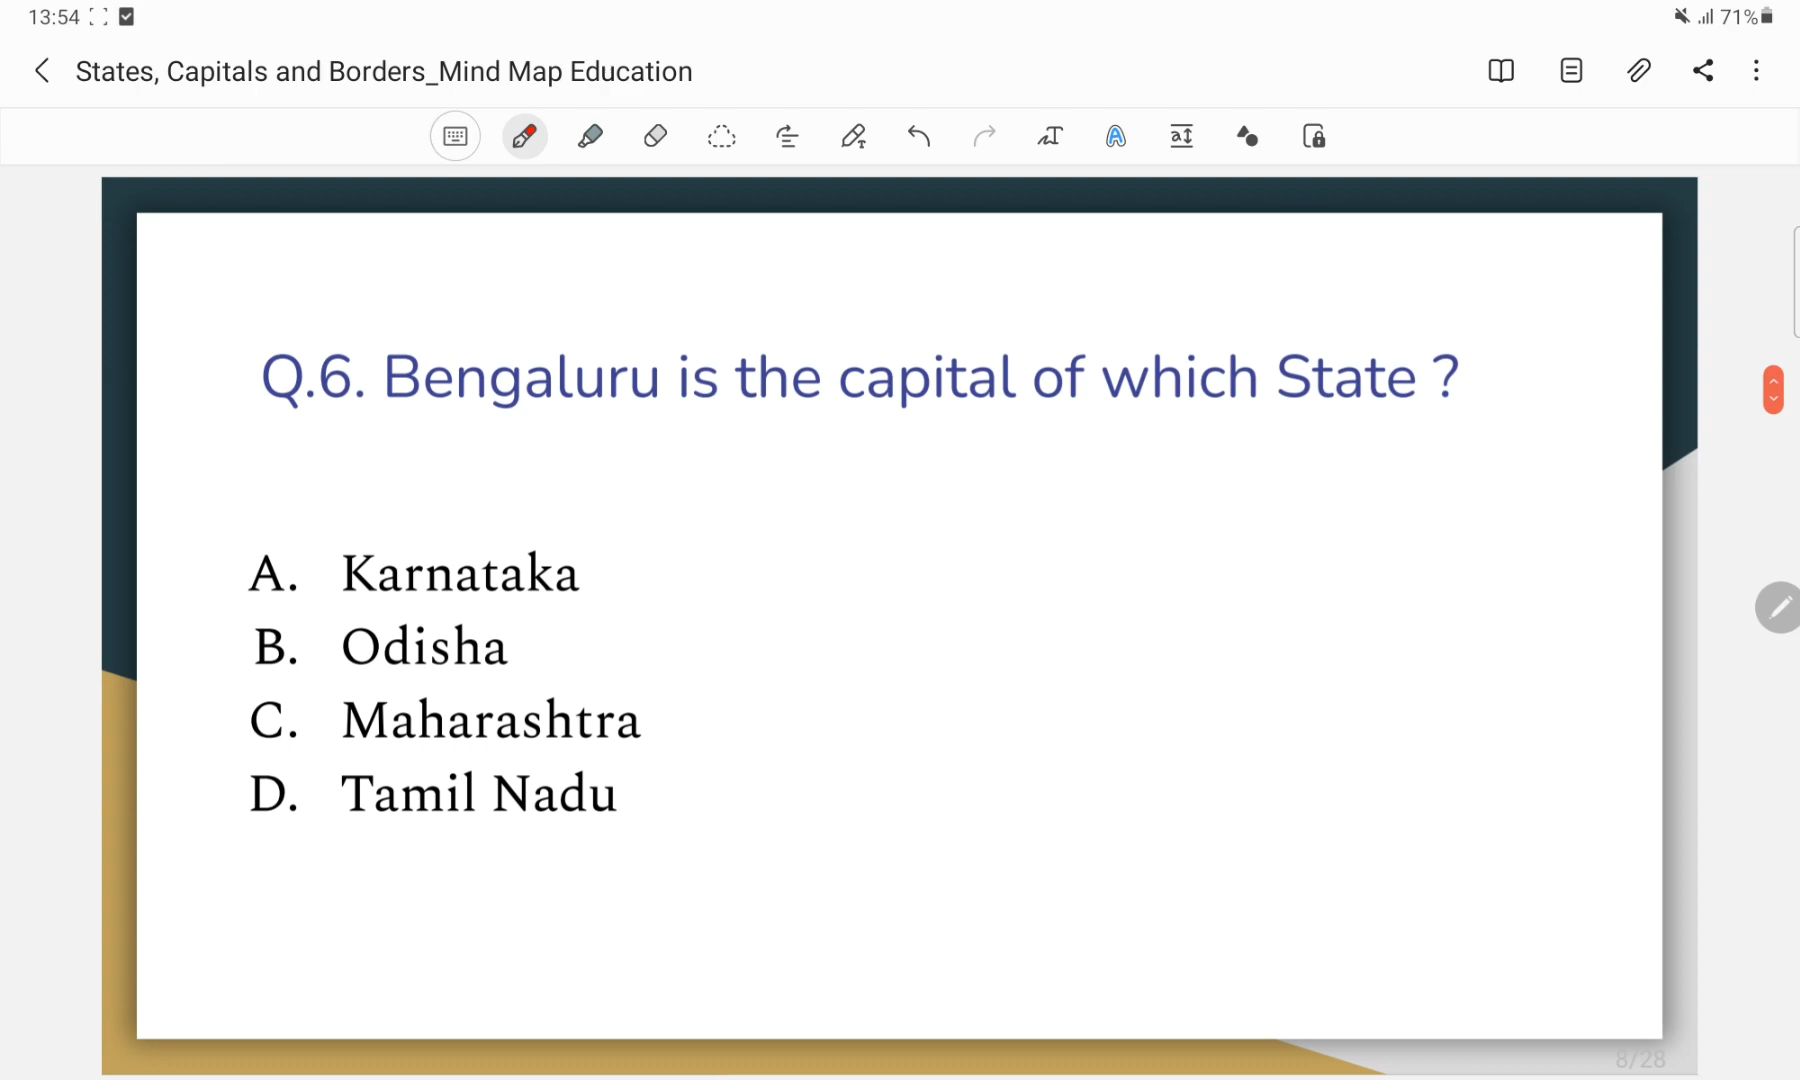 13:54 71%
States, Capitals and Borders_Mind Map Education
Q.6. Bengaluru is the capital of which State ?
A. Karnataka
B. Odisha
C. Maharashtra
D. Tamil Nadu
8/28